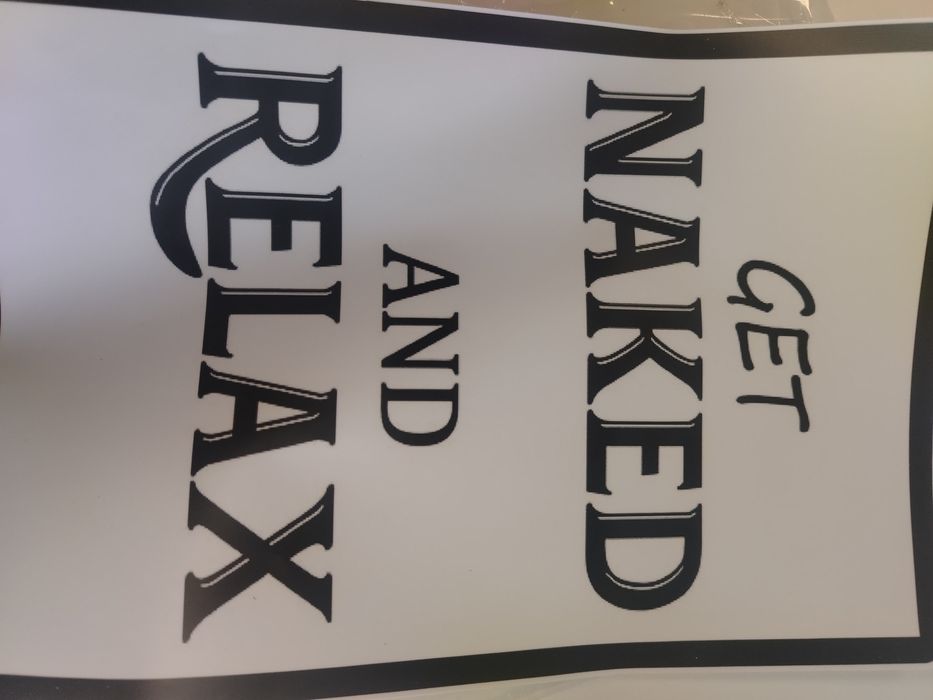 GET
NAKED
AND
RELAX